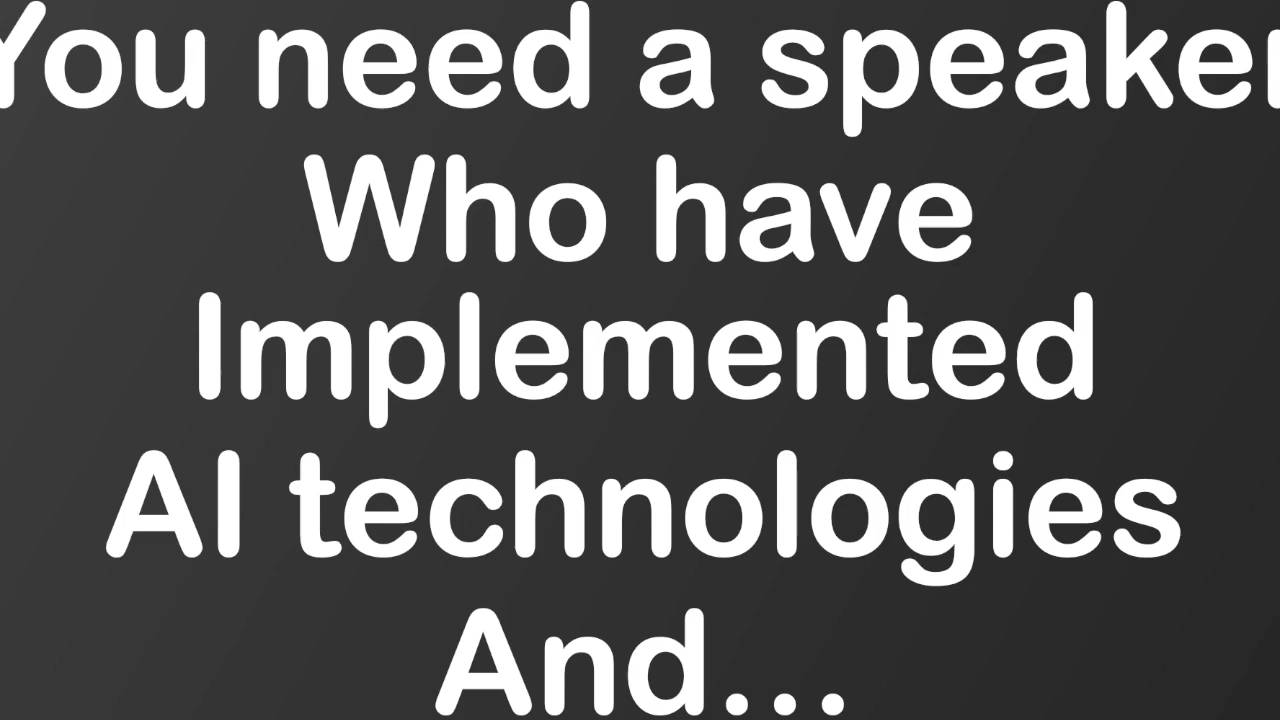 You need a speaker
Who have
Implemented
AI technologies
And...